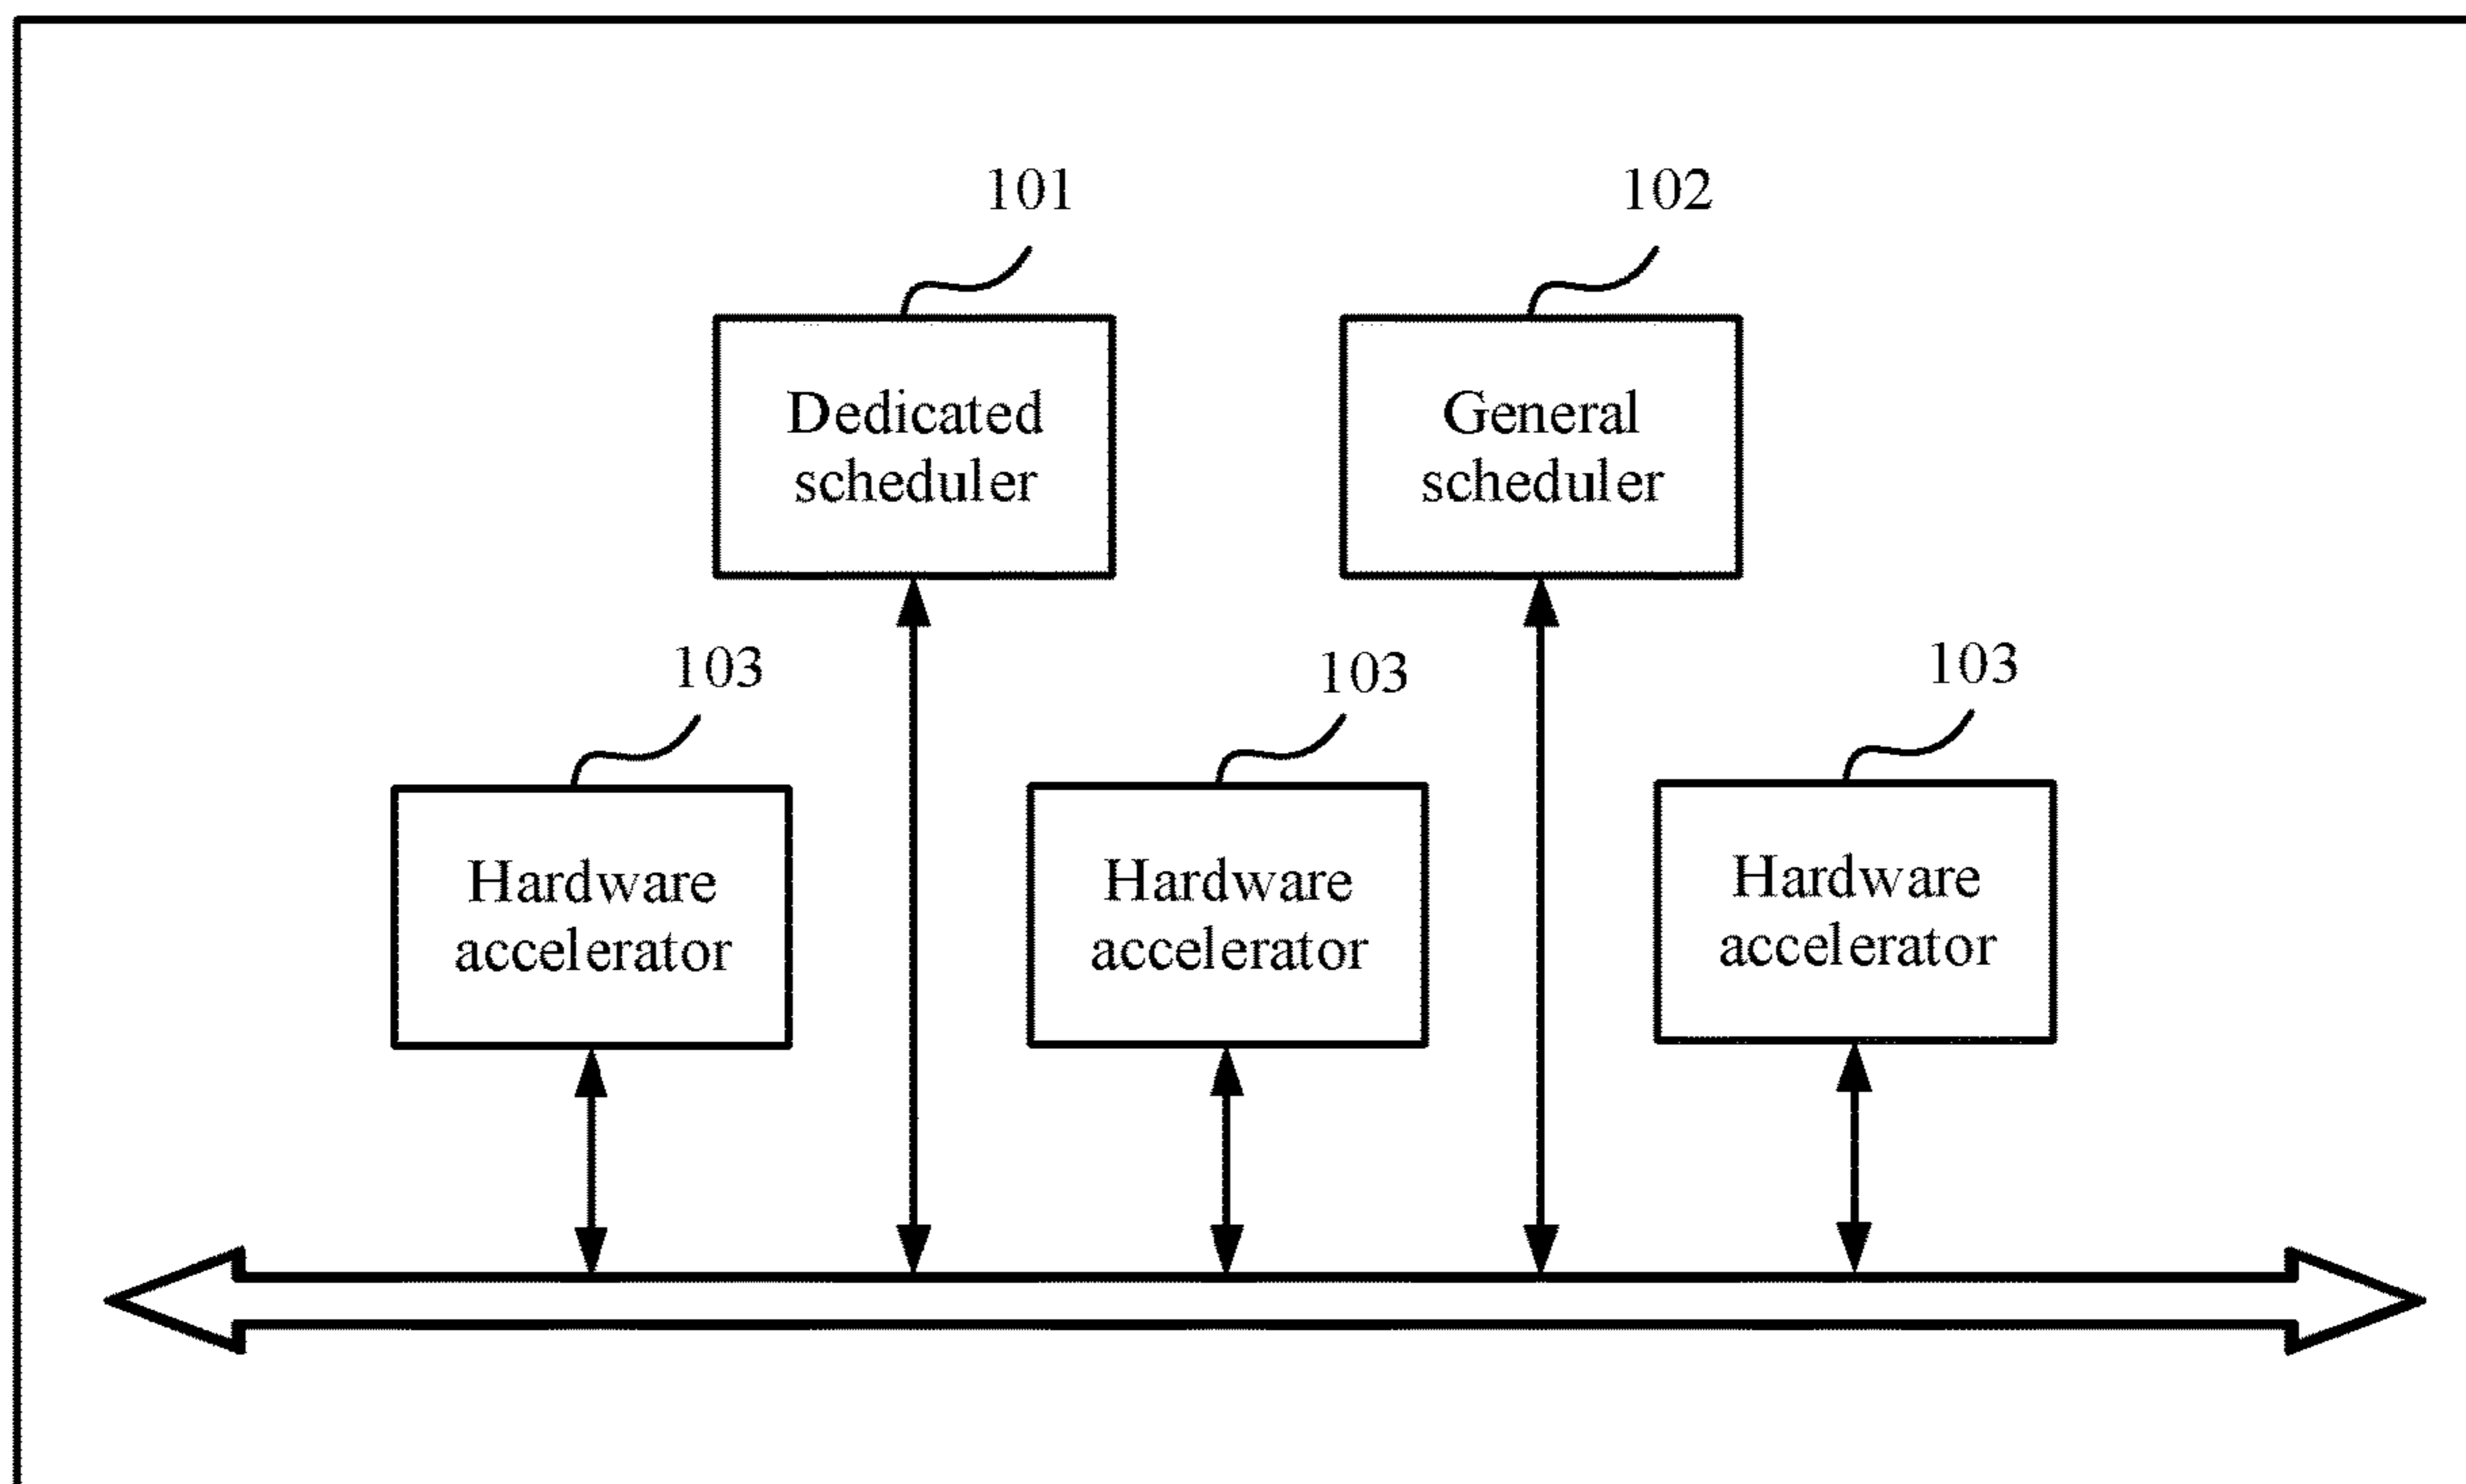 101
102
Dedicated
scheduler
General
scheduler
103
103
103
Hardware
accelerator
Hardware
accelerator
Hardware
accelerator